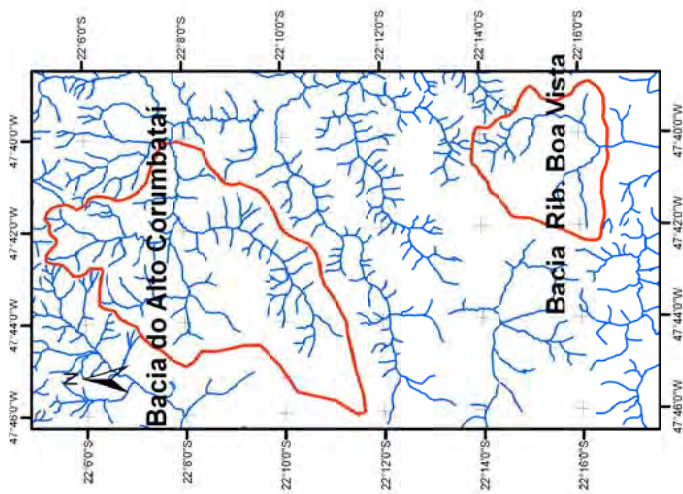 47°46'0"W 47°44'0"W 47°42'0"W 47°40'0"W
22°6'0"S 22°6'0"S
N
Bacia do Alto Corumbataí
22°8'0"S 22°8'0"S
22°10'0"S 22°10'0"S
22°12'0"S 22°12'0"S
22°14'0"S 22°14'0"S
Bacia Rib. Boa Vista
22°16'0"S 22°16'0"S
47°46'0"W 47°44'0"W 47°42'0"W 47°40'0"W